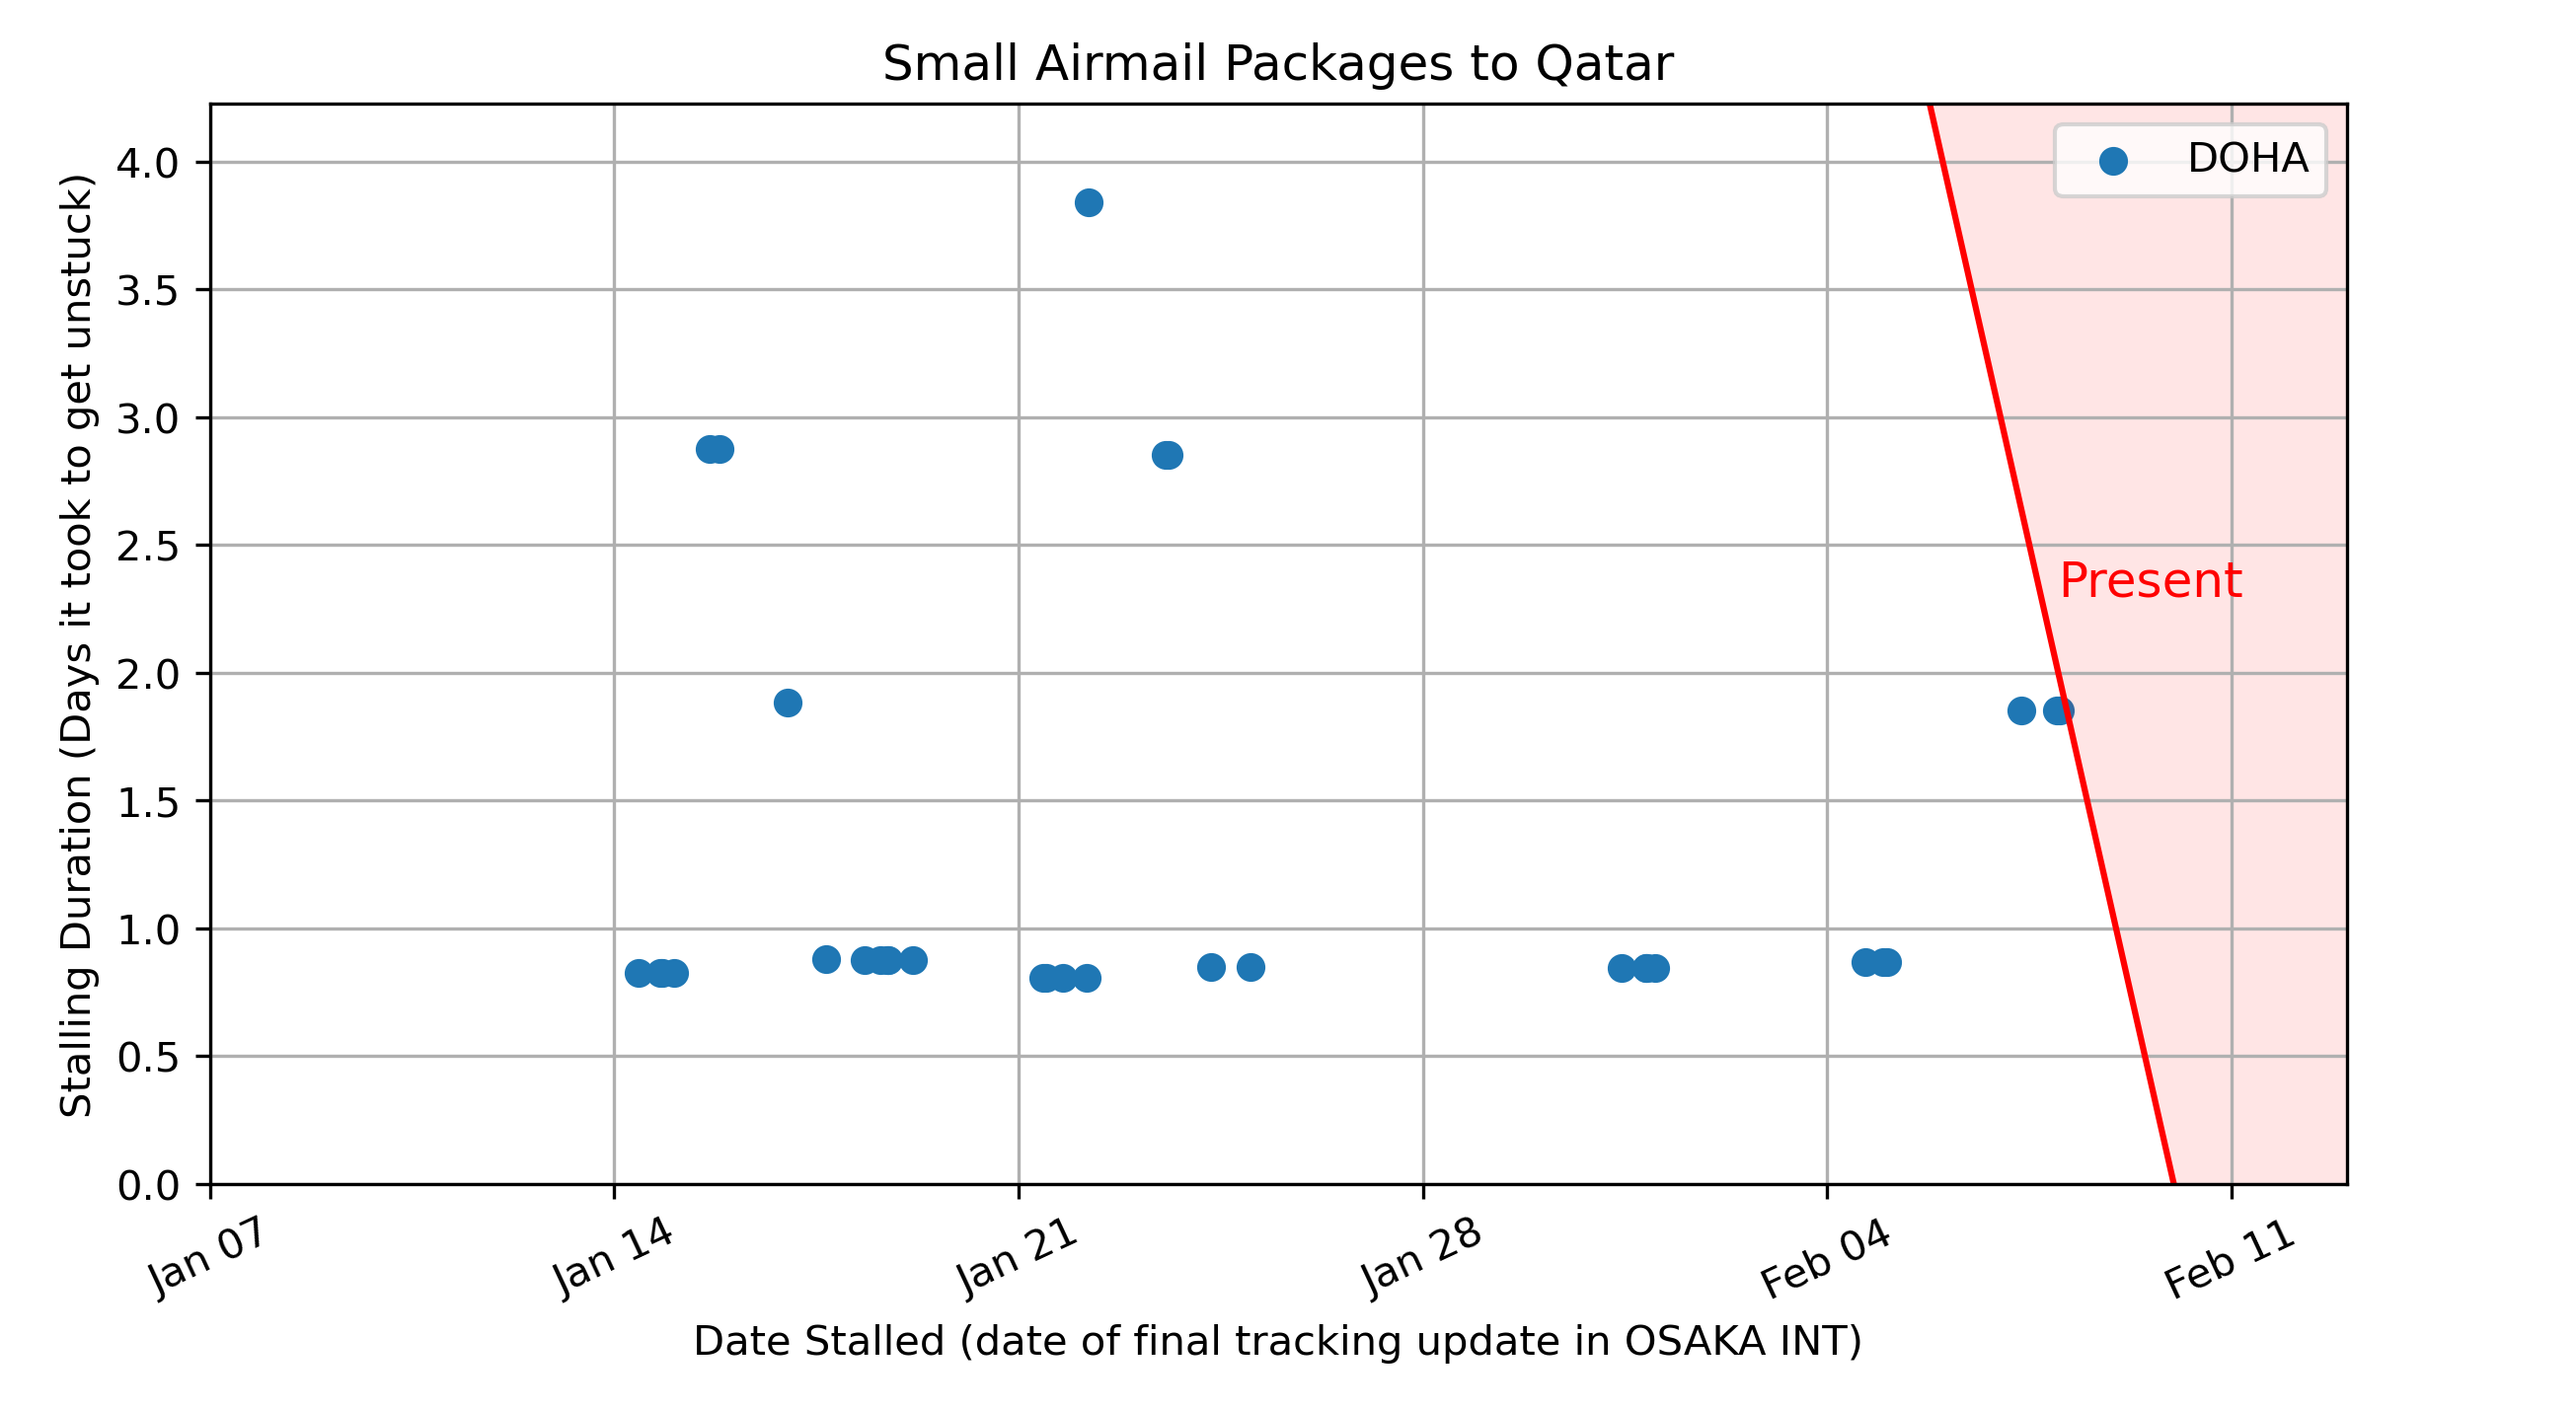 Small Airmail Packages to Qatar
DOHA
Present
Stalling Duration (Days it took to get unstuck)
4.0
3.5
3.0
2.5
2.0
1.5
1.0
0.5
0.0
Jan 07
Jan 14
Jan 21
Jan 28
Feb 04
Feb 11
Date Stalled (date of final tracking update in OSAKA INT)